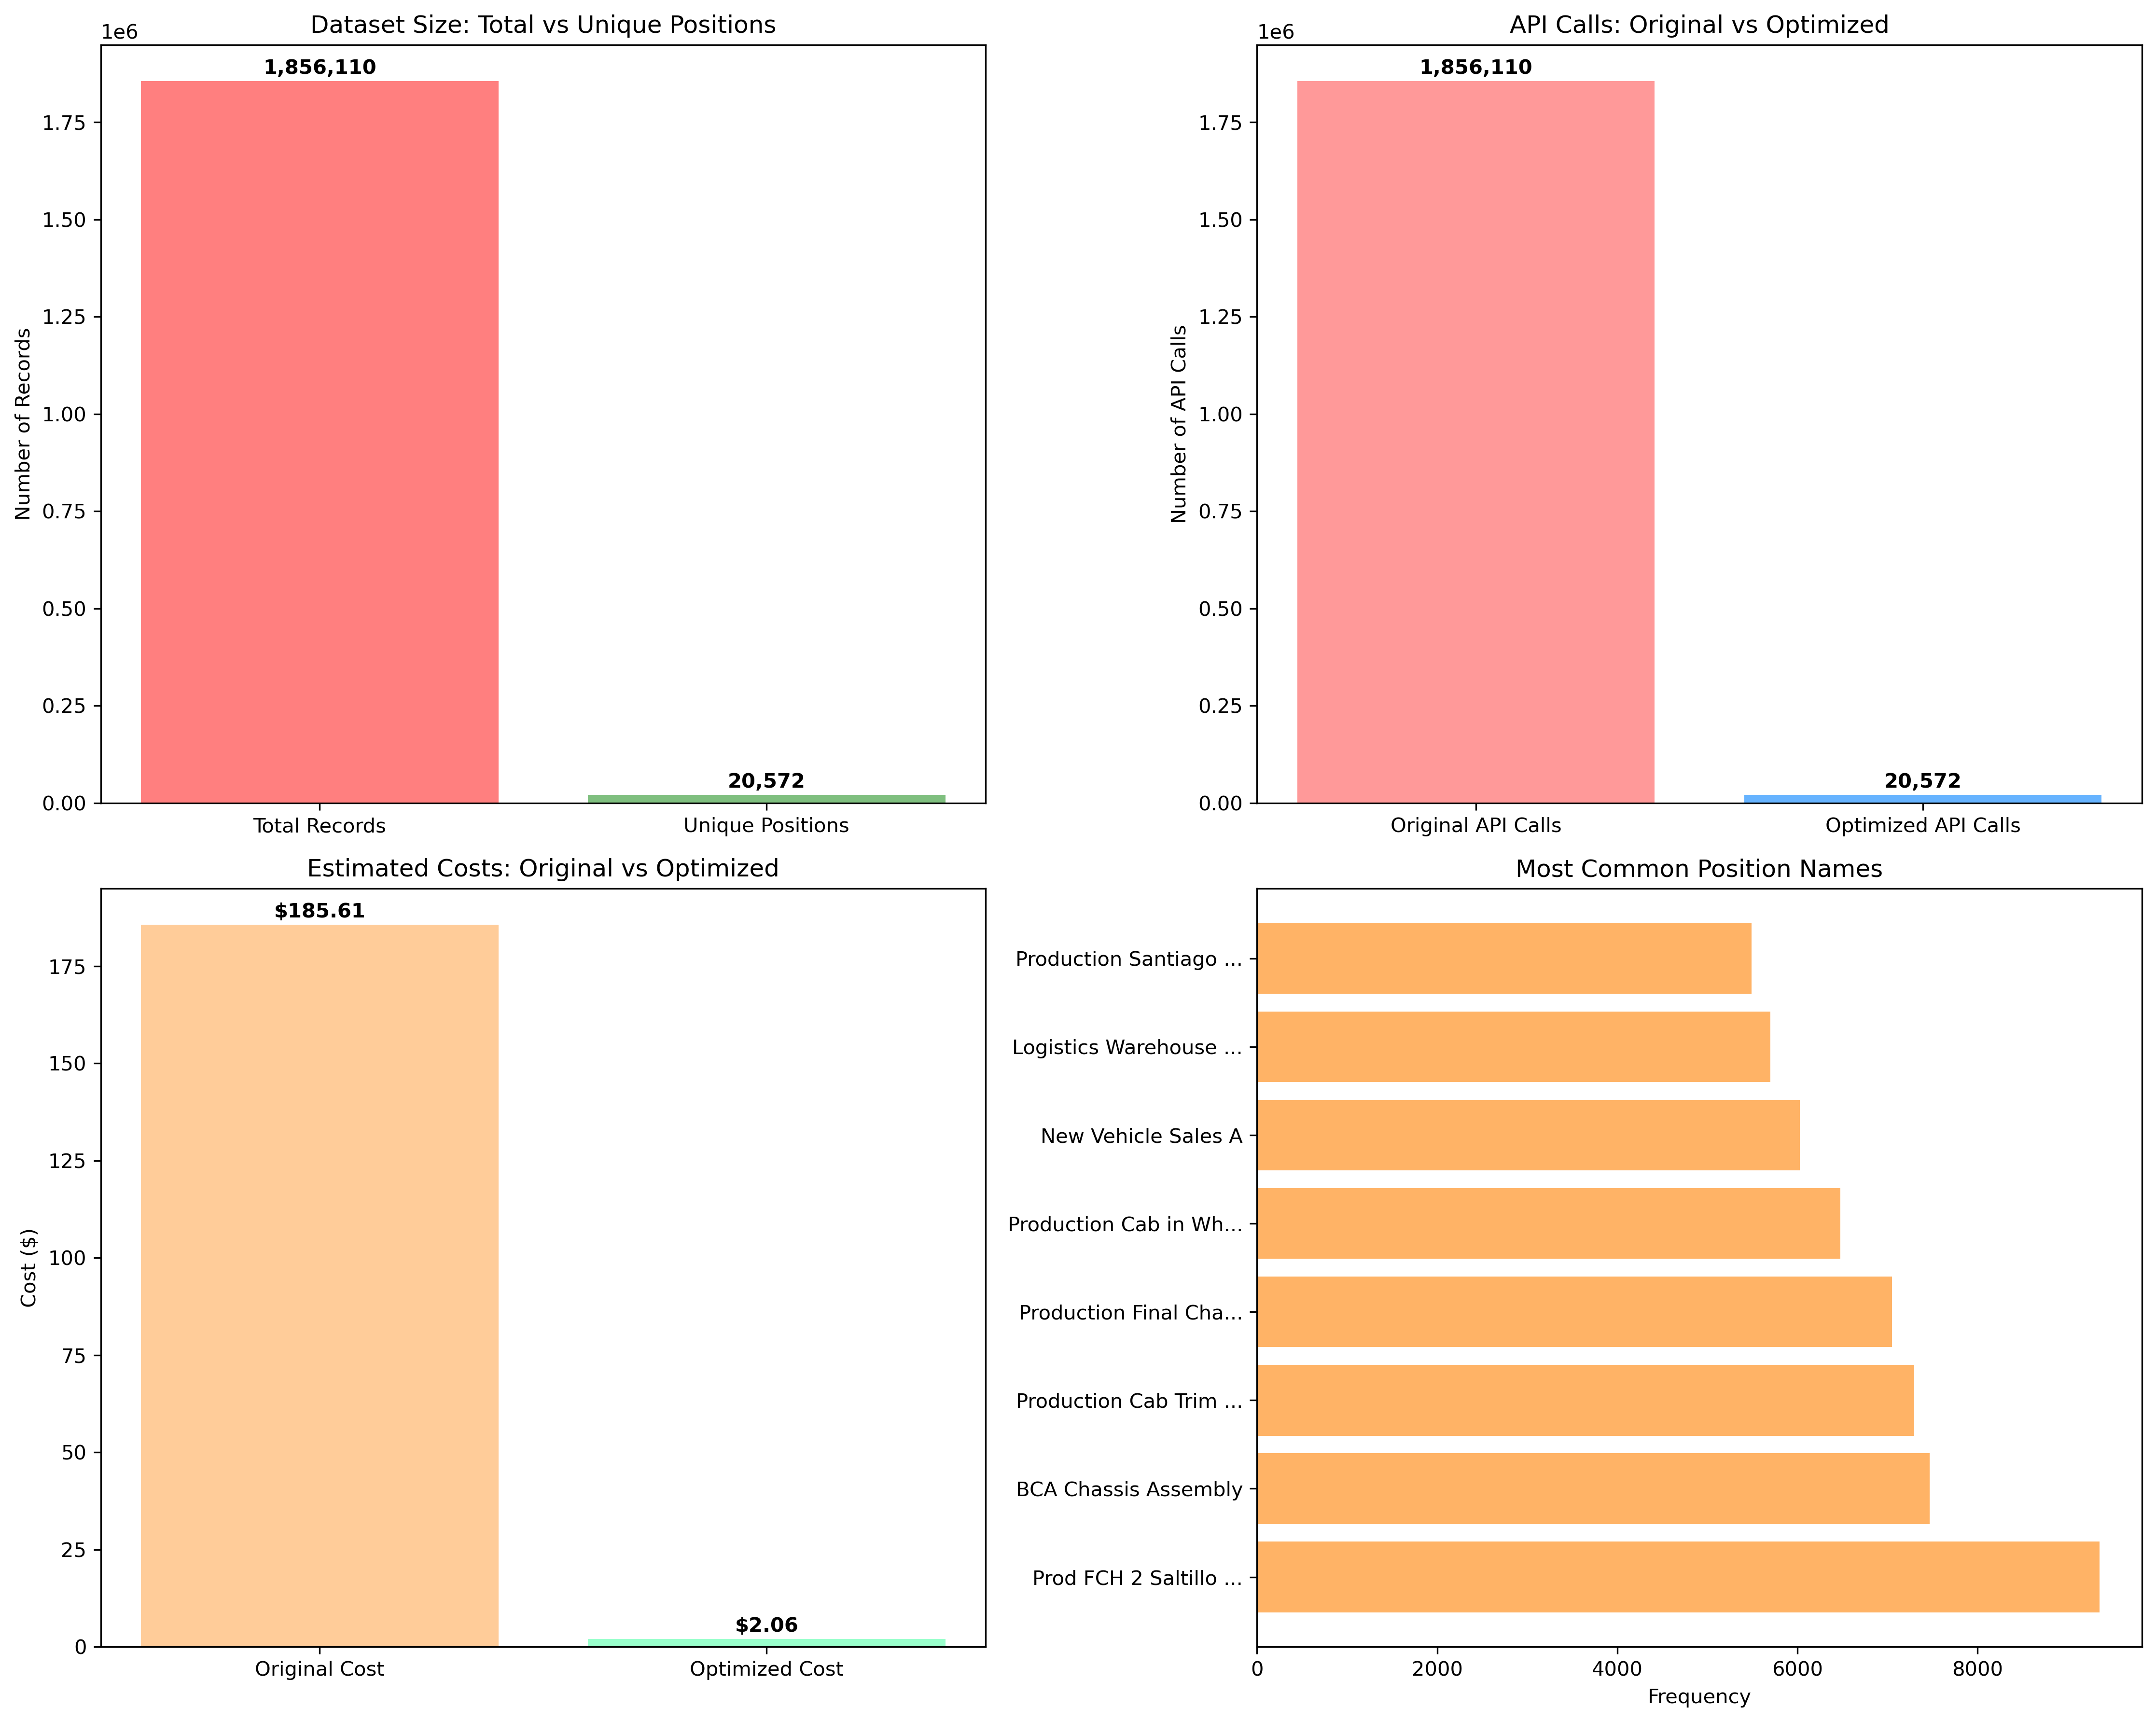 Dataset Size: Total vs Unique Positions
1e6
1,856,110
1.75
1.50
1.25
1.00
0.75
0.50
0.25
0.00
Number of Records
20,572
Total Records
Unique Positions
API Calls: Original vs Optimized
1e6
1,856,110
1.75
1.50
1.25
1.00
0.75
0.50
0.25
0.00
Number of API Calls
20,572
Original API Calls
Optimized API Calls
Estimated Costs: Original vs Optimized
$185.61
175
150
125
100
75
50
25
0
Cost ($)
$2.06
Original Cost
Optimized Cost
Most Common Position Names
Production Santiago ...
Logistics Warehouse ...
New Vehicle Sales A
Production Cab in Wh...
Production Final Cha...
Production Cab Trim ...
BCA Chassis Assembly
Prod FCH 2 Saltillo ...
0
2000
4000
6000
8000
Frequency